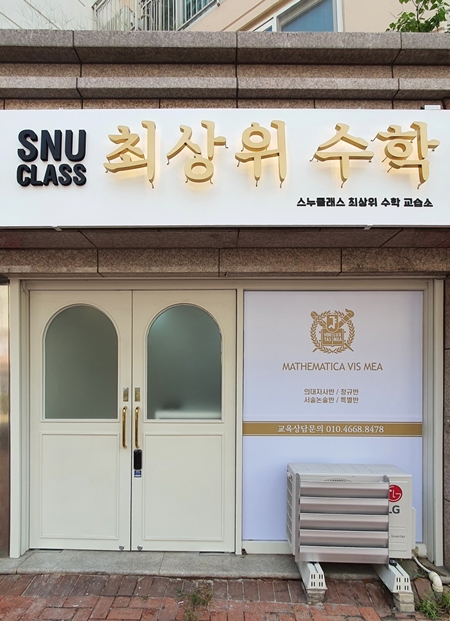 SNU
CLASS
최상위 수학
스누클래스 최상위 수학 교습소
MATHEMATICA VIS MEA
의대자사반 / 정규반
서술논술반 / 특별반
교육상담문의 010.4668.8478
LG